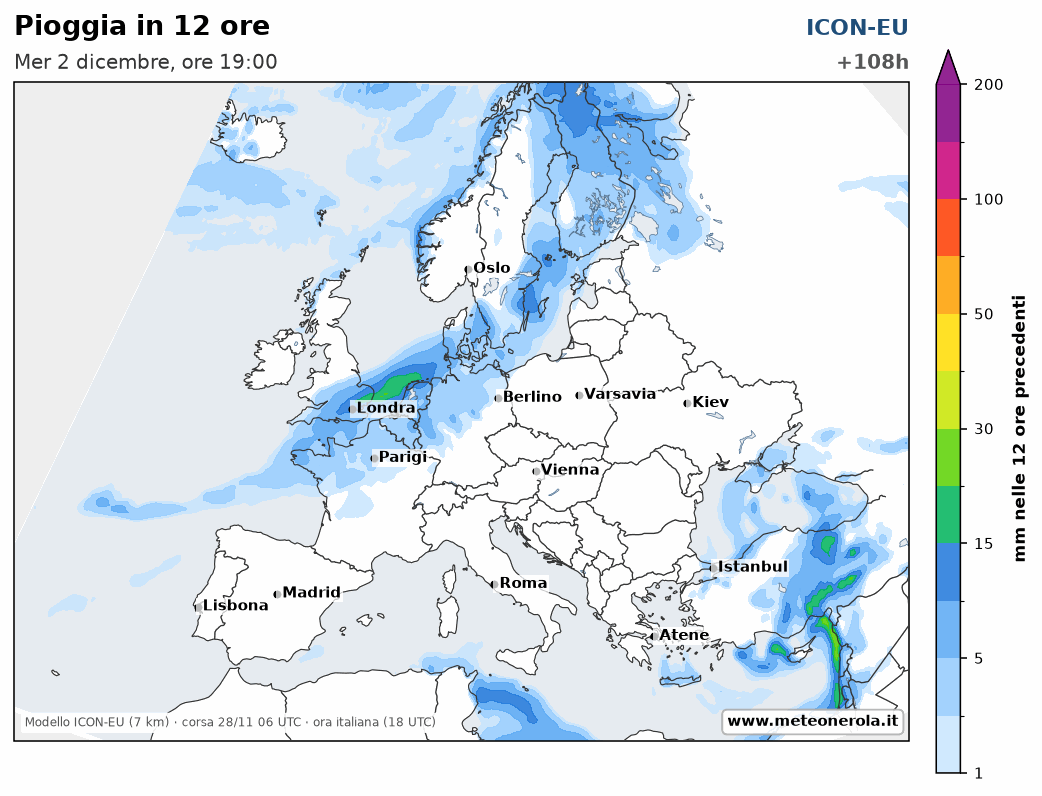 Pioggia in 12 ore
ICON-EU
Mer 2 dicembre, ore 19:00
+108h
200
100
50
30
15
5
1
mm nelle 12 ore precedenti
Oslo
Londra
Berlino
Varsavia
Kiev
Parigi
Vienna
Istanbul
Roma
Madrid
Lisbona
Atene
Modello ICON-EU (7 km) · corsa 28/11 06 UTC · ora italiana (18 UTC)
www.meteonerola.it